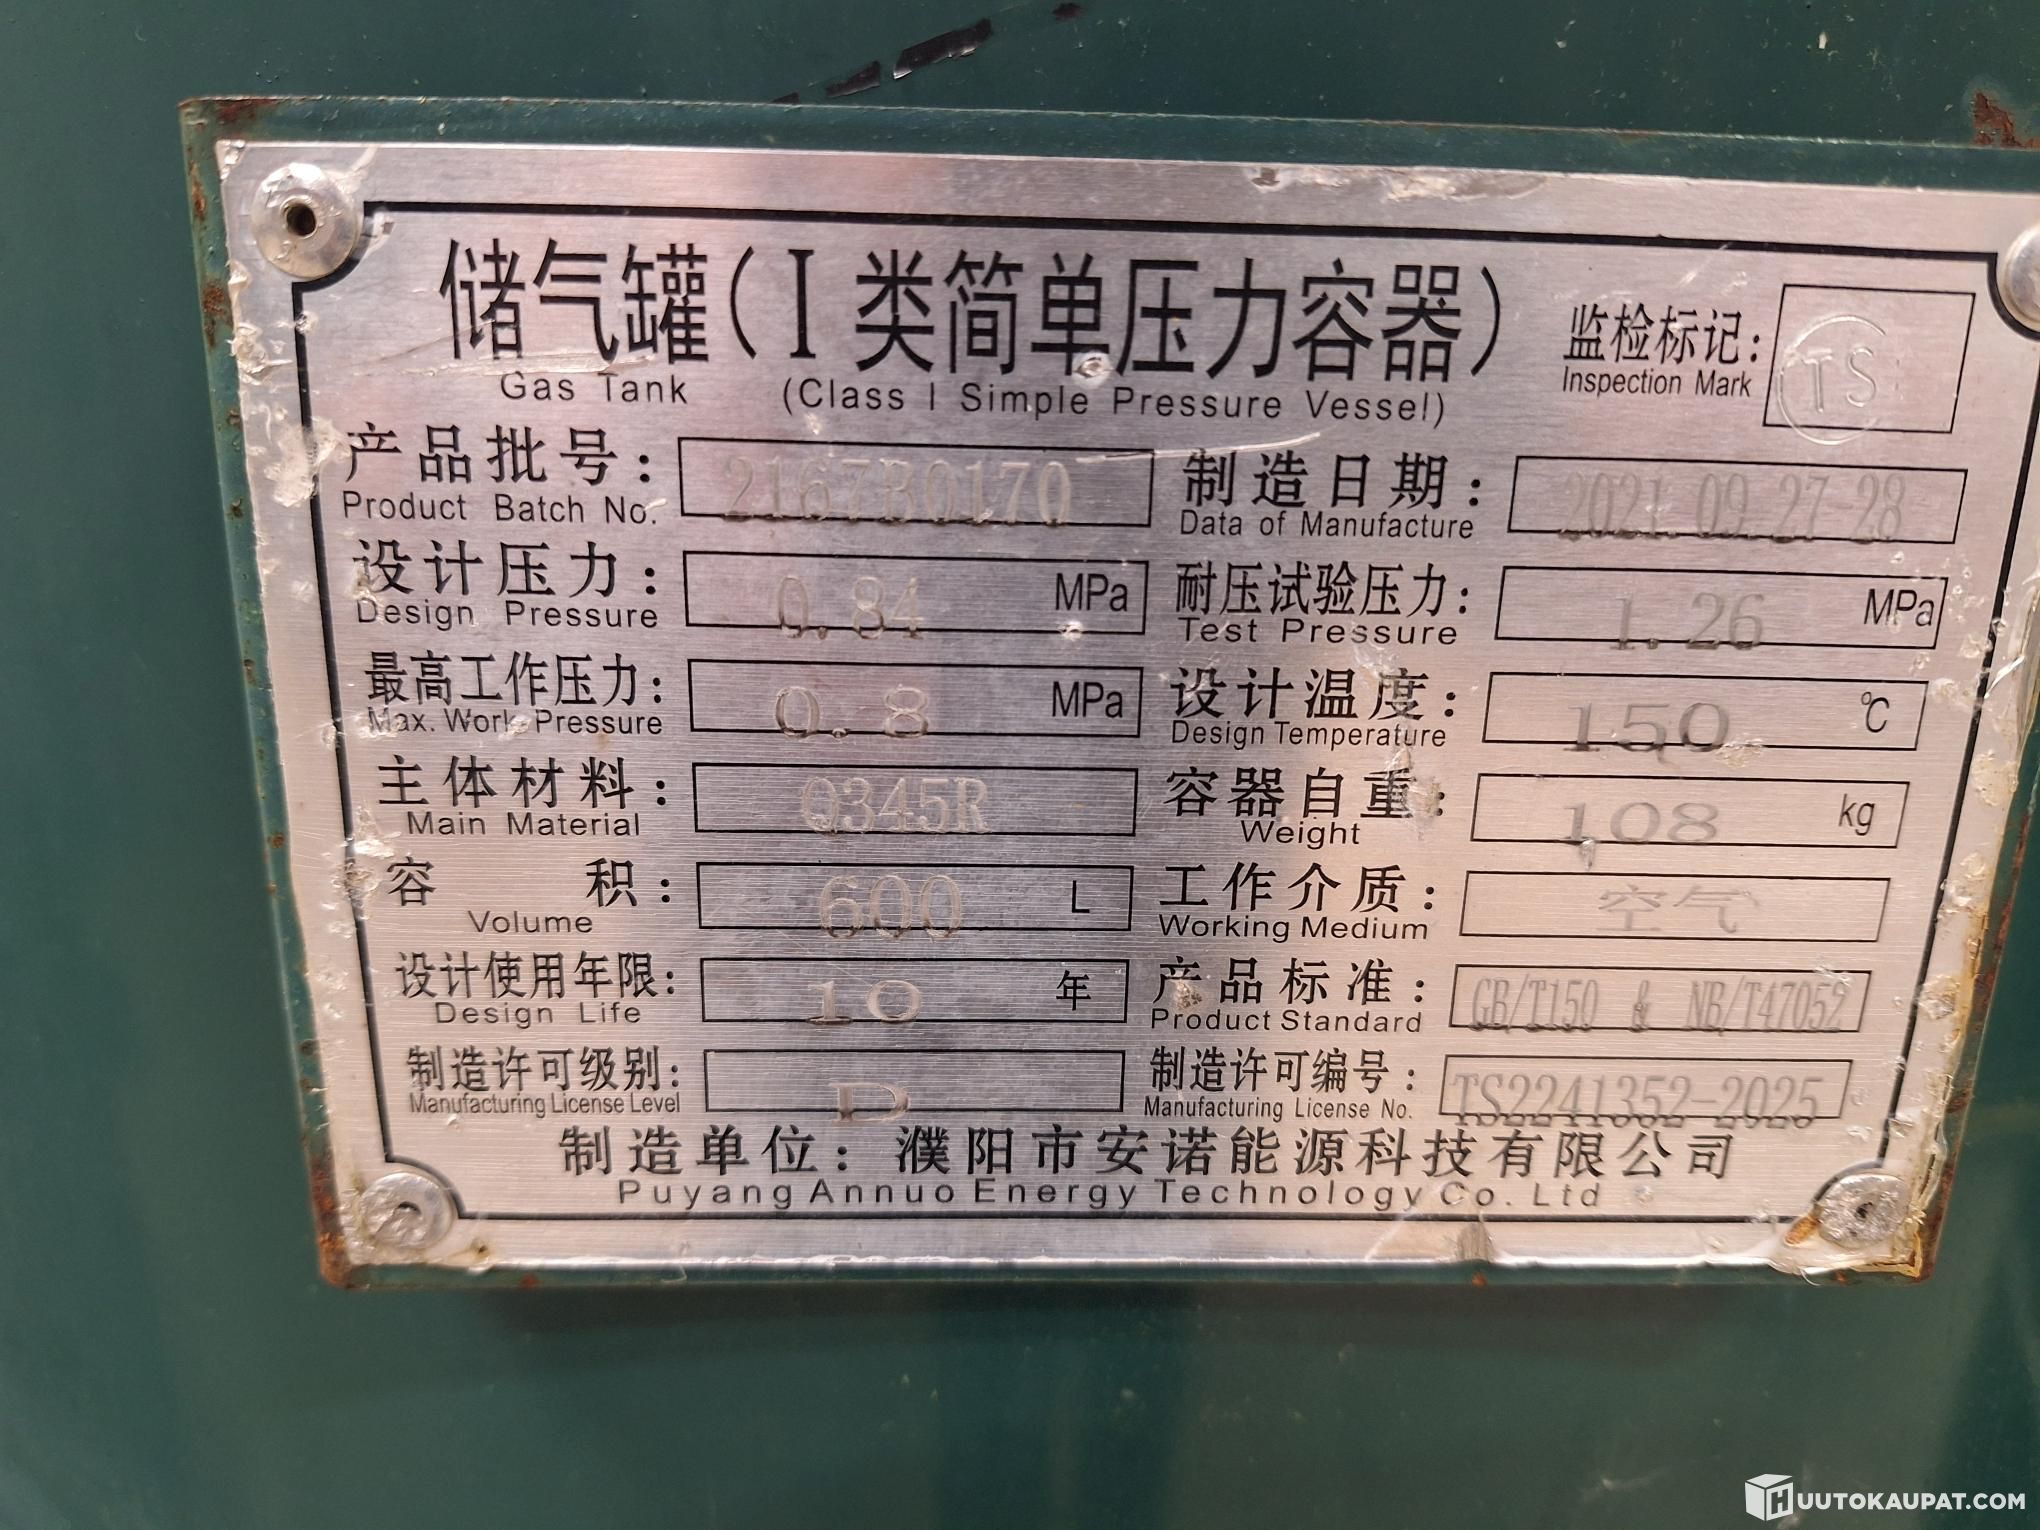 储气罐(I类简单压力容器)
Gas Tank (Class I Simple Pressure Vessel)
监检标记:
Inspection Mark
TS
产品批号: 2167B0170
Product Batch No.
制造日期: 2021.09.27-28
Data of Manufacture
设计压力: 0.84 MPa
Design Pressure
耐压试验压力: 1.26 MPa
Test Pressure
最高工作压力: 0.8 MPa
Max. Work Pressure
设计温度: 150 ℃
Design Temperature
主体材料: Q345R
Main Material
容器自重: 108 kg
Weight
容积: 600 L
Volume
工作介质: 空气
Working Medium
设计使用年限: 10 年
Design Life
产品标准: GB/T150 & NB/T47052
Product Standard
制造许可级别: D
Manufacturing License Level
制造许可编号: TS2241352-2025
Manufacturing License No.
制造单位: 濮阳市安诺能源科技有限公司
Puyang Annuo Energy Technology Co. Ltd
HUUTOKAUPAT.COM